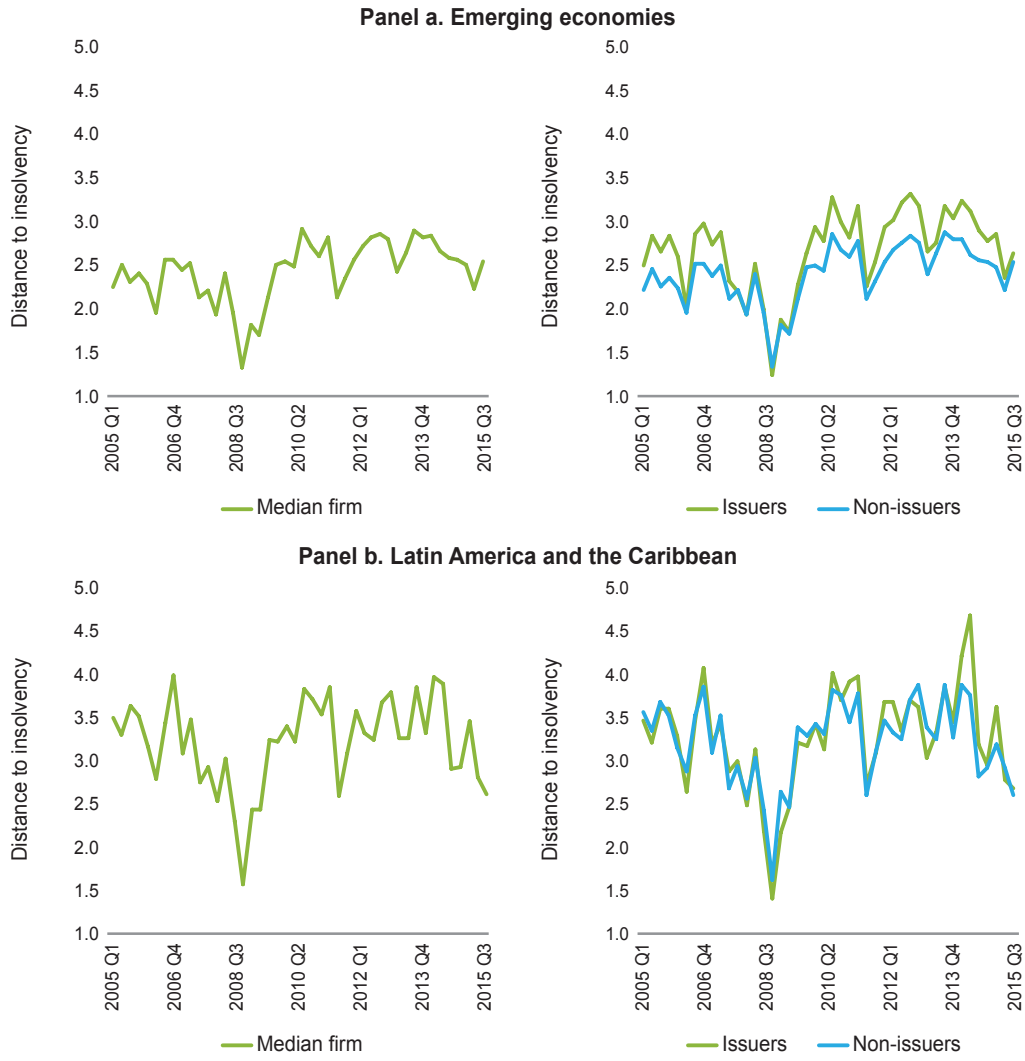 Panel a. Emerging economies
Distance to insolvency
5.0
4.5
4.0
3.5
3.0
2.5
2.0
1.5
1.0
2005 Q1
2006 Q4
2008 Q3
2010 Q2
2012 Q1
2013 Q4
2015 Q3
Median firm
Distance to insolvency
5.0
4.5
4.0
3.5
3.0
2.5
2.0
1.5
1.0
2005 Q1
2006 Q4
2008 Q3
2010 Q2
2012 Q1
2013 Q4
2015 Q3
Issuers Non-issuers
Panel b. Latin America and the Caribbean
Distance to insolvency
5.0
4.5
4.0
3.5
3.0
2.5
2.0
1.5
1.0
2005 Q1
2006 Q4
2008 Q3
2010 Q2
2012 Q1
2013 Q4
2015 Q3
Median firm
Distance to insolvency
5.0
4.5
4.0
3.5
3.0
2.5
2.0
1.5
1.0
2005 Q1
2006 Q4
2008 Q3
2010 Q2
2012 Q1
2013 Q4
2015 Q3
Issuers Non-issuers